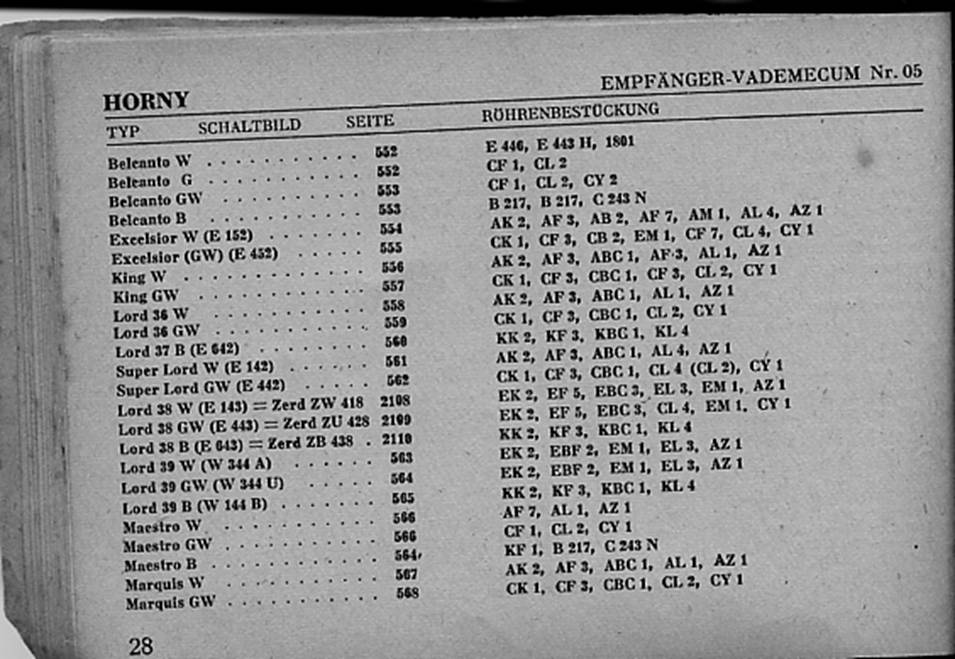 HORNY EMPFÄNGER-VADEMECUM Nr. 05
TYP SCHALTBILD SEITE RÖHRENBESTÜCKUNG
Belcanto W . . . . . . . . . . . . 552 E 446, E 443 H, 1801
Belcanto G . . . . . . . . . . . . 552 CF 1, CL 2
Belcanto GW . . . . . . . . . . . 553 CF 1, CL 2, CY 2
Belcanto B . . . . . . . . . . . . 553 B 217, B 217, C 243 N
Excelsior W (E 152) . . . . . . . 554 AK 2, AF 3, AB 2, AF 7, AM 1, AL 4, AZ 1
Excelsior (GW) (E 452) . . . . . 555 CK 1, CF 3, CB 2, EM 1, CF 7, CL 4, CY 1
King W . . . . . . . . . . . . . . 556 AK 2, AF 3, ABC 1, AF 3, AL 1, AZ 1
King GW . . . . . . . . . . . . . 557 CK 1, CF 3, CBC 1, CF 3, CL 2, CY 1
Lord 36 W . . . . . . . . . . . . 558 AK 2, AF 3, ABC 1, AL 1, AZ 1
Lord 36 GW . . . . . . . . . . . 559 CK 1, CF 3, CBC 1, CL 2, CY 1
Lord 37 B (E 642) . . . . . . . . 560 KK 2, KF 3, KBC 1, KL 4
Super Lord W (E 142) . . . . . . 561 AK 2, AF 3, ABC 1, AL 4, AZ 1
Super Lord GW (E 442) . . . . . 562 CK 1, CF 3, CBC 1, CL 4 (CL 2), CY 1
Lord 38 W (E 143) = Zerd ZW 418 2108 EK 2, EF 5, EBC 3, EL 3, EM 1, AZ 1
Lord 38 GW (E 443) = Zerd ZU 428 2109 EK 2, EF 5, EBC 3, CL 4, EM 1, CY 1
Lord 38 B (E 643) = Zerd ZB 438 . 2110 KK 2, KF 3, KBC 1, KL 4
Lord 39 W (W 344 A) . . . . . . 563 EK 2, EBF 2, EM 1, EL 3, AZ 1
Lord 39 GW (W 344 U) . . . . . 564 EK 2, EBF 2, EM 1, EL 3, AZ 1
Lord 39 B (W 144 B) . . . . . . . 565 KK 2, KF 3, KBC 1, KL 4
Maestro W . . . . . . . . . . . . 566 AF 7, AL 1, AZ 1
Maestro GW . . . . . . . . . . . 566 CF 1, CL 2, CY 1
Maestro B . . . . . . . . . . . . 564 KF 1, B 217, C 243 N
Marquis W . . . . . . . . . . . . 567 AK 2, AF 3, ABC 1, AL 1, AZ 1
Marquis GW . . . . . . . . . . . 568 CK 1, CF 3, CBC 1, CL 2, CY 1
28